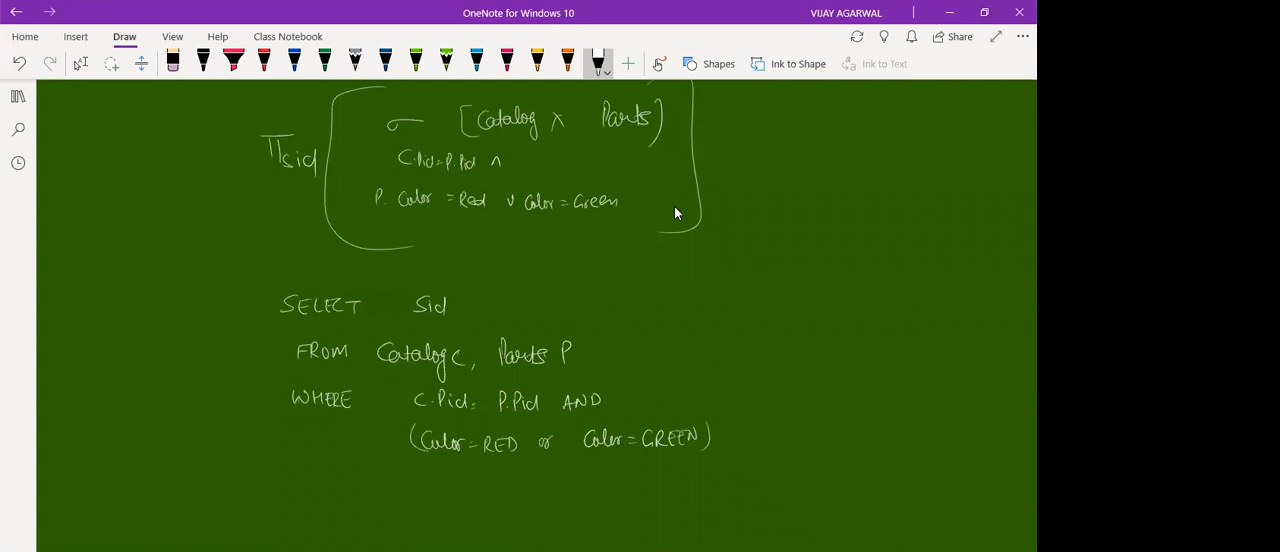 OneNote for Windows 10
VIJAY AGARWAL
Home Insert Draw View Help Class Notebook
Share
Shapes Ink to Shape Ink to Text
σ [Catalog X Parts)
πsid
C.Pid=P.Pid ∧
P. Color = Red ∨ Color = Green
SELECT Sid
FROM Catalog C, Parts P
WHERE C.Pid= P.Pid AND
(Color=RED or Color=GREEN)